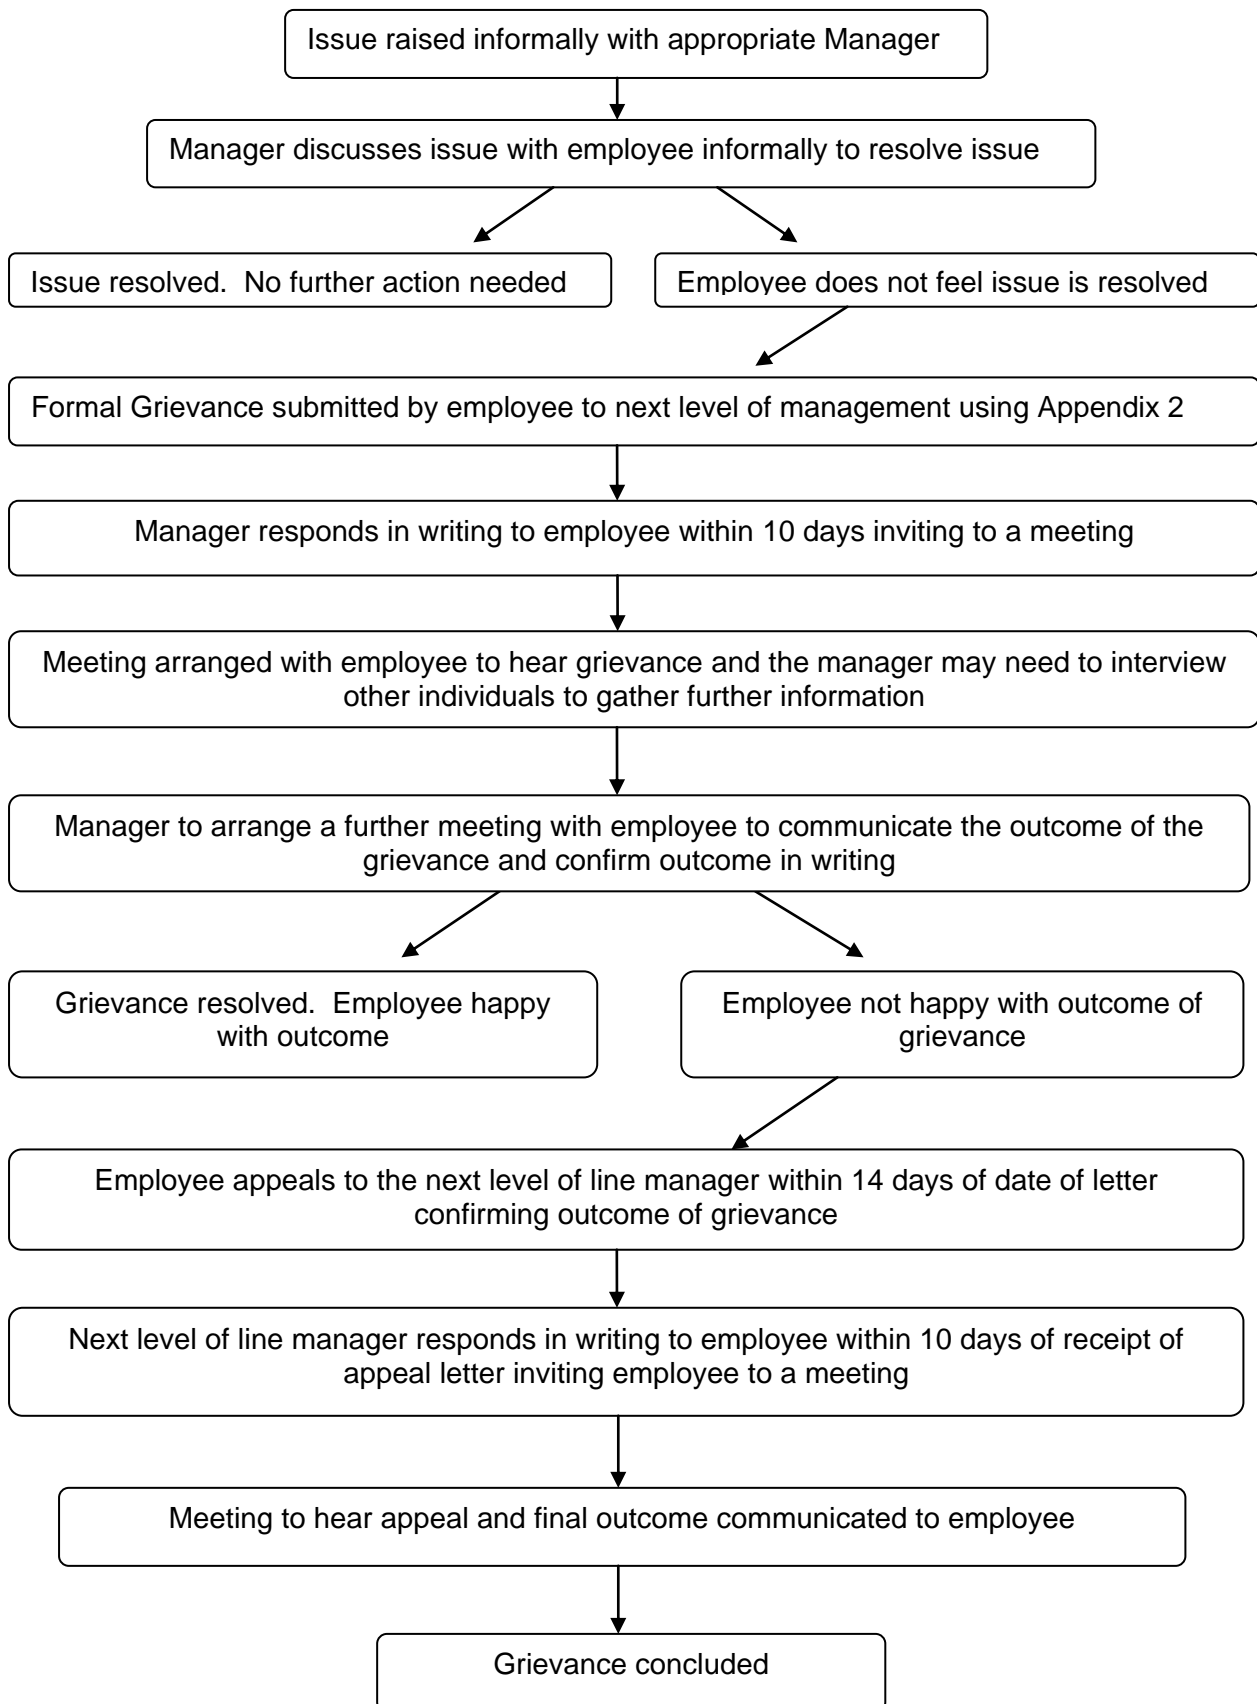 Issue raised informally with appropriate Manager
Manager discusses issue with employee informally to resolve issue
Issue resolved.  No further action needed
Employee does not feel issue is resolved
Formal Grievance submitted by employee to next level of management using Appendix 2
Manager responds in writing to employee within 10 days inviting to a meeting
Meeting arranged with employee to hear grievance and the manager may need to interview
other individuals to gather further information
Manager to arrange a further meeting with employee to communicate the outcome of the
grievance and confirm outcome in writing
Grievance resolved.  Employee happy
with outcome
Employee not happy with outcome of
grievance
Employee appeals to the next level of line manager within 14 days of date of letter
confirming outcome of grievance
Next level of line manager responds in writing to employee within 10 days of receipt of
appeal letter inviting employee to a meeting
Meeting to hear appeal and final outcome communicated to employee
Grievance concluded